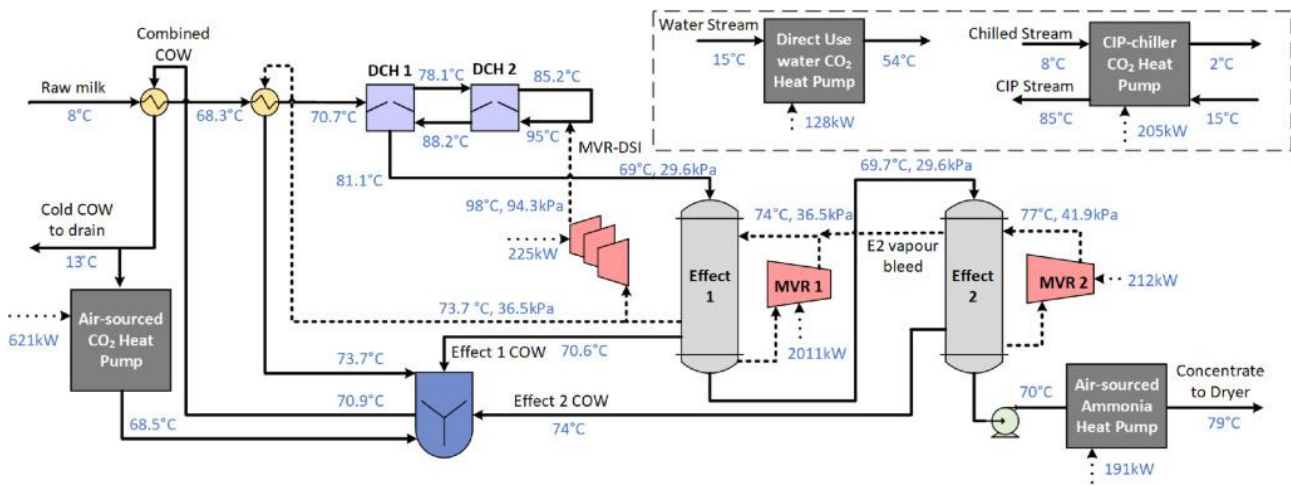 Combined
COW
Raw milk
8°C
68.3°C
70.7°C
DCH 1
78.1°C
DCH 2
85.2°C
88.2°C
95°C
MVR-DSI
81.1°C
Water Stream
15°C
Direct Use
water CO₂
Heat Pump
54°C
128kW
Chilled Stream
8°C
CIP Stream
85°C
CIP-chiller
CO₂ Heat
Pump
2°C
15°C
205kW
Cold COW
to drain
13°C
621kW
Air-sourced
CO₂ Heat
Pump
68.5°C
98°C, 94.3kPa
225kW
73.7 °C, 36.5kPa
73.7°C
70.9°C
Effect 1 COW
70.6°C
Effect 2 COW
74°C
69°C, 29.6kPa
Effect
1
74°C, 36.5kPa
MVR 1
2011kW
69.7°C, 29.6kPa
E2 vapour
bleed
Effect
2
77°C, 41.9kPa
MVR 2
212kW
70°C
Air-sourced
Ammonia
Heat Pump
191kW
Concentrate
to Dryer
79°C